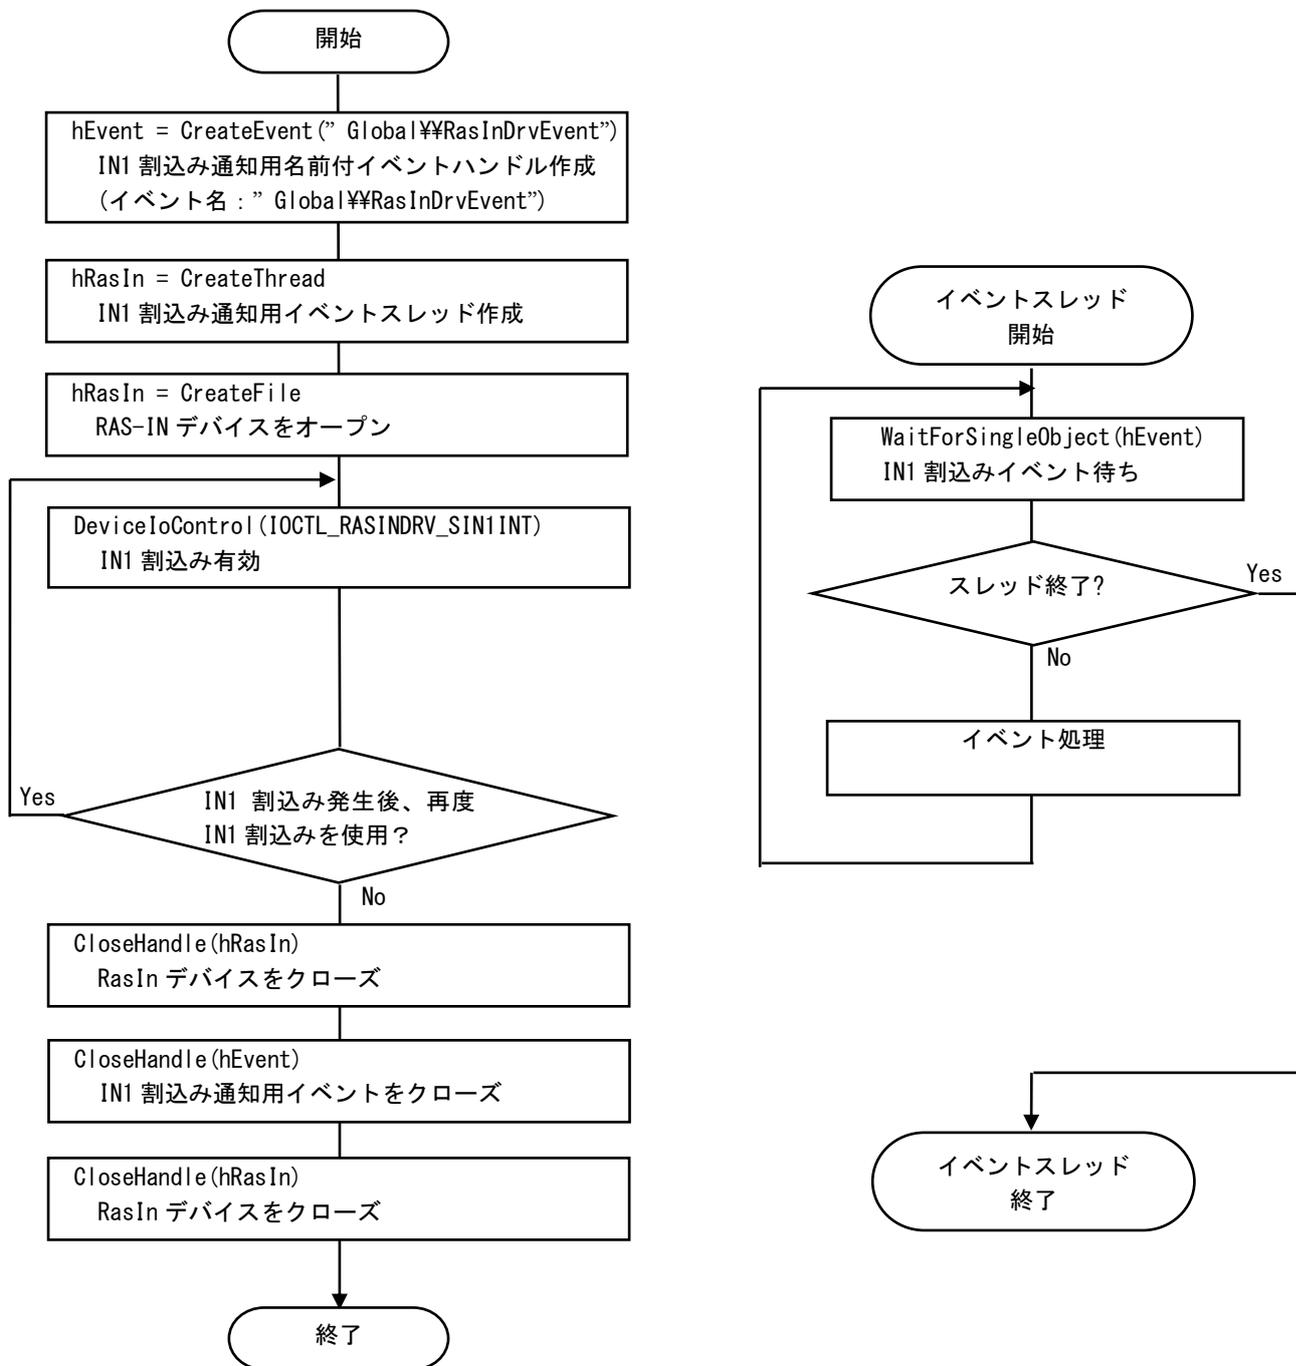 開始
hEvent = CreateEvent(” Global¥¥RasInDrvEvent”)
IN1 割込み通知用名前付イベントハンドル作成
(イベント名：” Global¥¥RasInDrvEvent”)
hRasIn = CreateThread
IN1 割込み通知用イベントスレッド作成
hRasIn = CreateFile
RAS-IN デバイスをオープン
DeviceIoControl(IOCTL_RASINDRV_SIN1INT)
IN1 割込み有効
Yes
IN1 割込み発生後、再度
IN1 割込みを使用？
No
CloseHandle(hRasIn)
RasIn デバイスをクローズ
CloseHandle(hEvent)
IN1 割込み通知用イベントをクローズ
CloseHandle(hRasIn)
RasIn デバイスをクローズ
終了
イベントスレッド
開始
WaitForSingleObject(hEvent)
IN1 割込みイベント待ち
スレッド終了?
Yes
No
イベント処理
イベントスレッド
終了